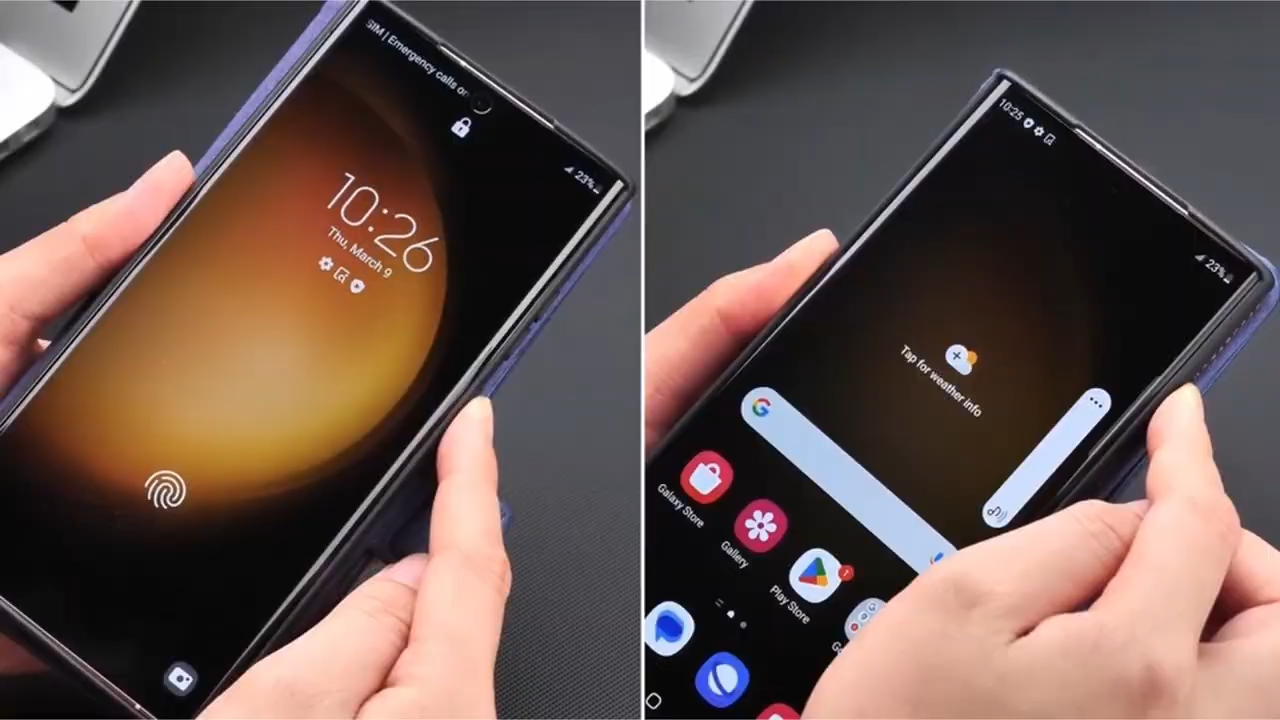 SIM | Emergency calls on
23%
10:26
Thu, March 9
10:25
23%
Tap for weather info
G
Galaxy Store
Gallery
Play Store
1